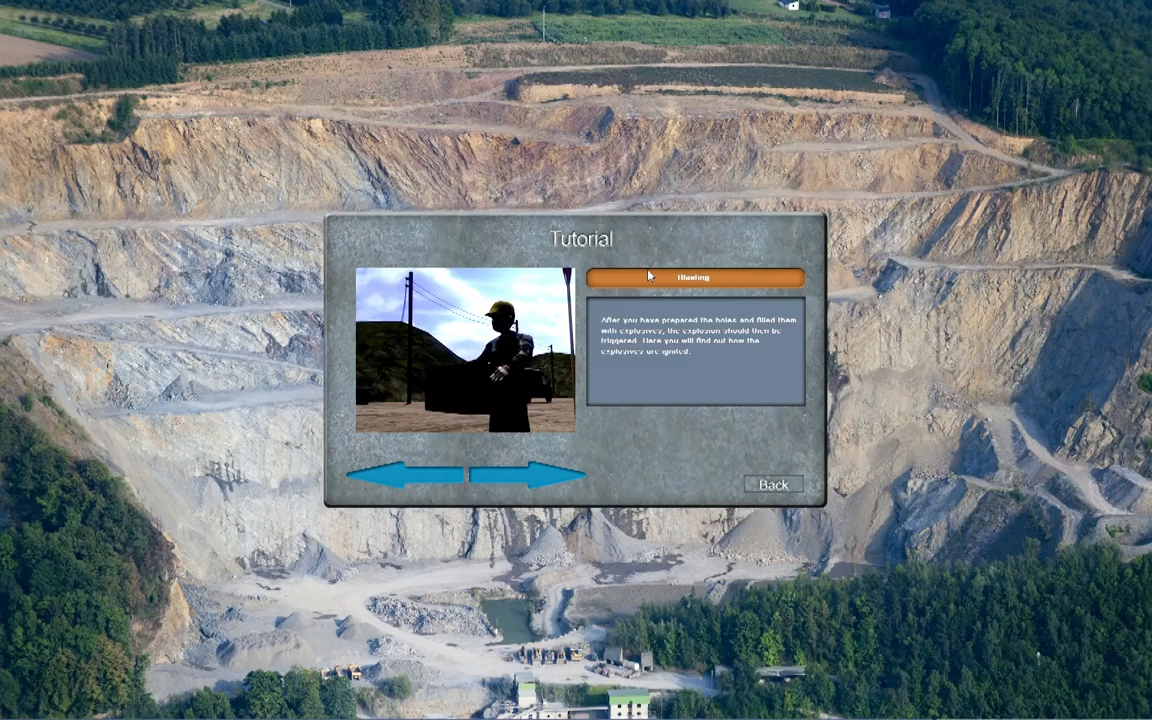 Tutorial
Blasting
After you have prepared the holes and filled them
with explosives, the explosion should then be
triggered. Here you will find out how the
explosives are ignited.
Back